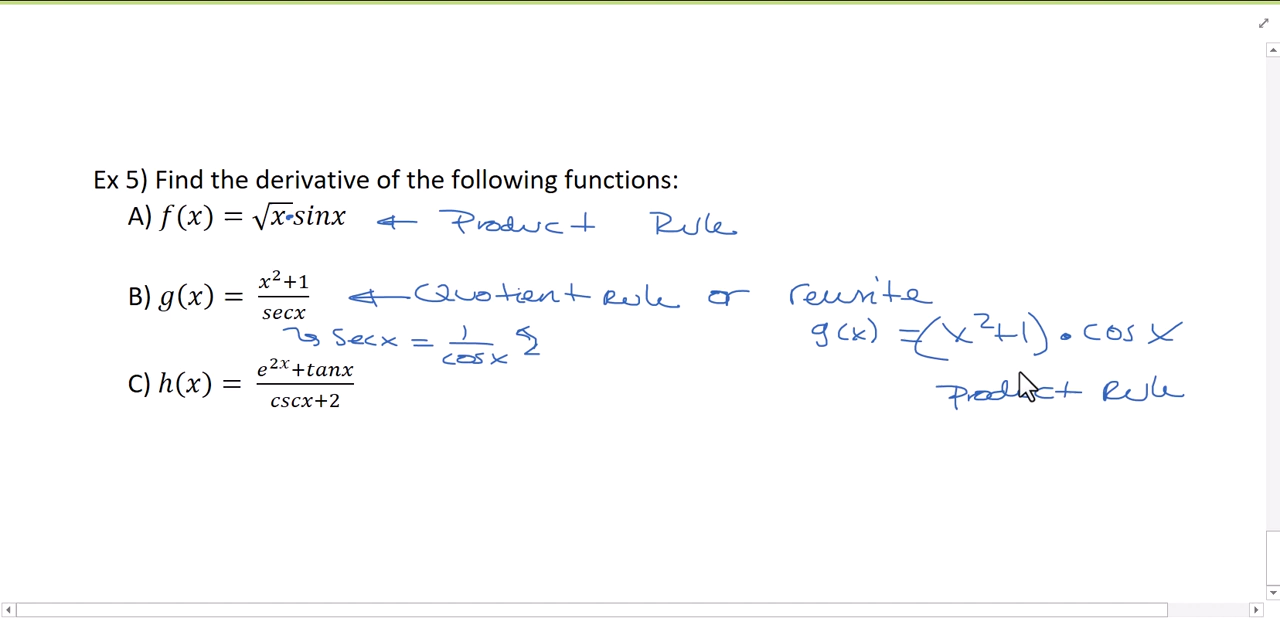 Ex 5) Find the derivative of the following functions:
A) f(x) = √x·sinx ← Product Rule
B) g(x) = (x²+1)/(secx) ← Quotient Rule or rewrite
secx = 1/cosx g(x) = (x²+1) · cos x
C) h(x) = (e²ˣ+tanx)/(cscx+2) Product Rule